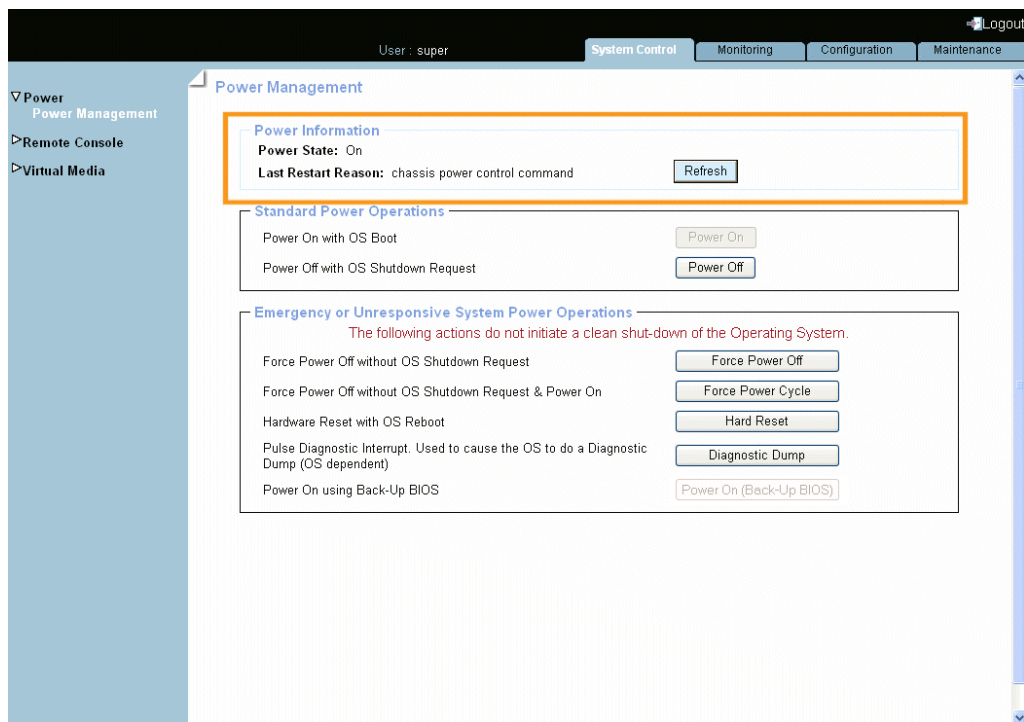 Logout
User : super
System Control
Monitoring
Configuration
Maintenance
Power
Power Management
Remote Console
Virtual Media
Power Management
Power Information
Power State: On
Last Restart Reason: chassis power control command
Refresh
Standard Power Operations
Power On with OS Boot
Power On
Power Off with OS Shutdown Request
Power Off
Emergency or Unresponsive System Power Operations
The following actions do not initiate a clean shut-down of the Operating System.
Force Power Off without OS Shutdown Request
Force Power Off
Force Power Off without OS Shutdown Request & Power On
Force Power Cycle
Hardware Reset with OS Reboot
Hard Reset
Pulse Diagnostic Interrupt. Used to cause the OS to do a Diagnostic
Dump (OS dependent)
Diagnostic Dump
Power On using Back-Up BIOS
Power On (Back-Up BIOS)